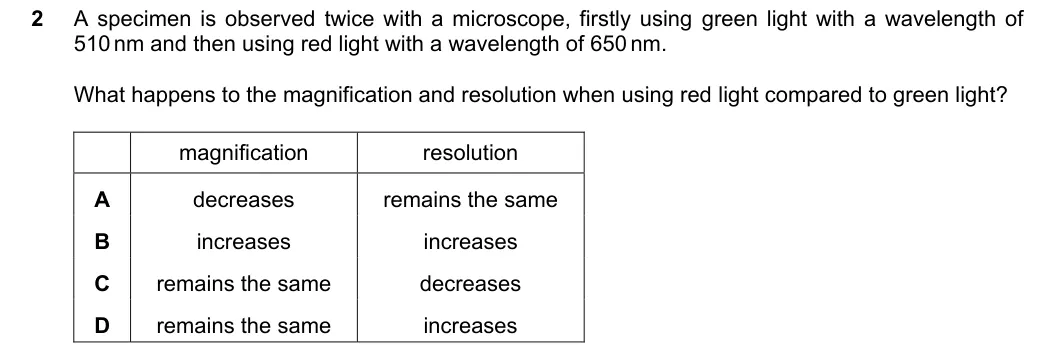 2 A specimen is observed twice with a microscope, firstly using green light with a wavelength of
510 nm and then using red light with a wavelength of 650 nm.
What happens to the magnification and resolution when using red light compared to green light?
magnification resolution
A decreases remains the same
B increases increases
C remains the same decreases
D remains the same increases